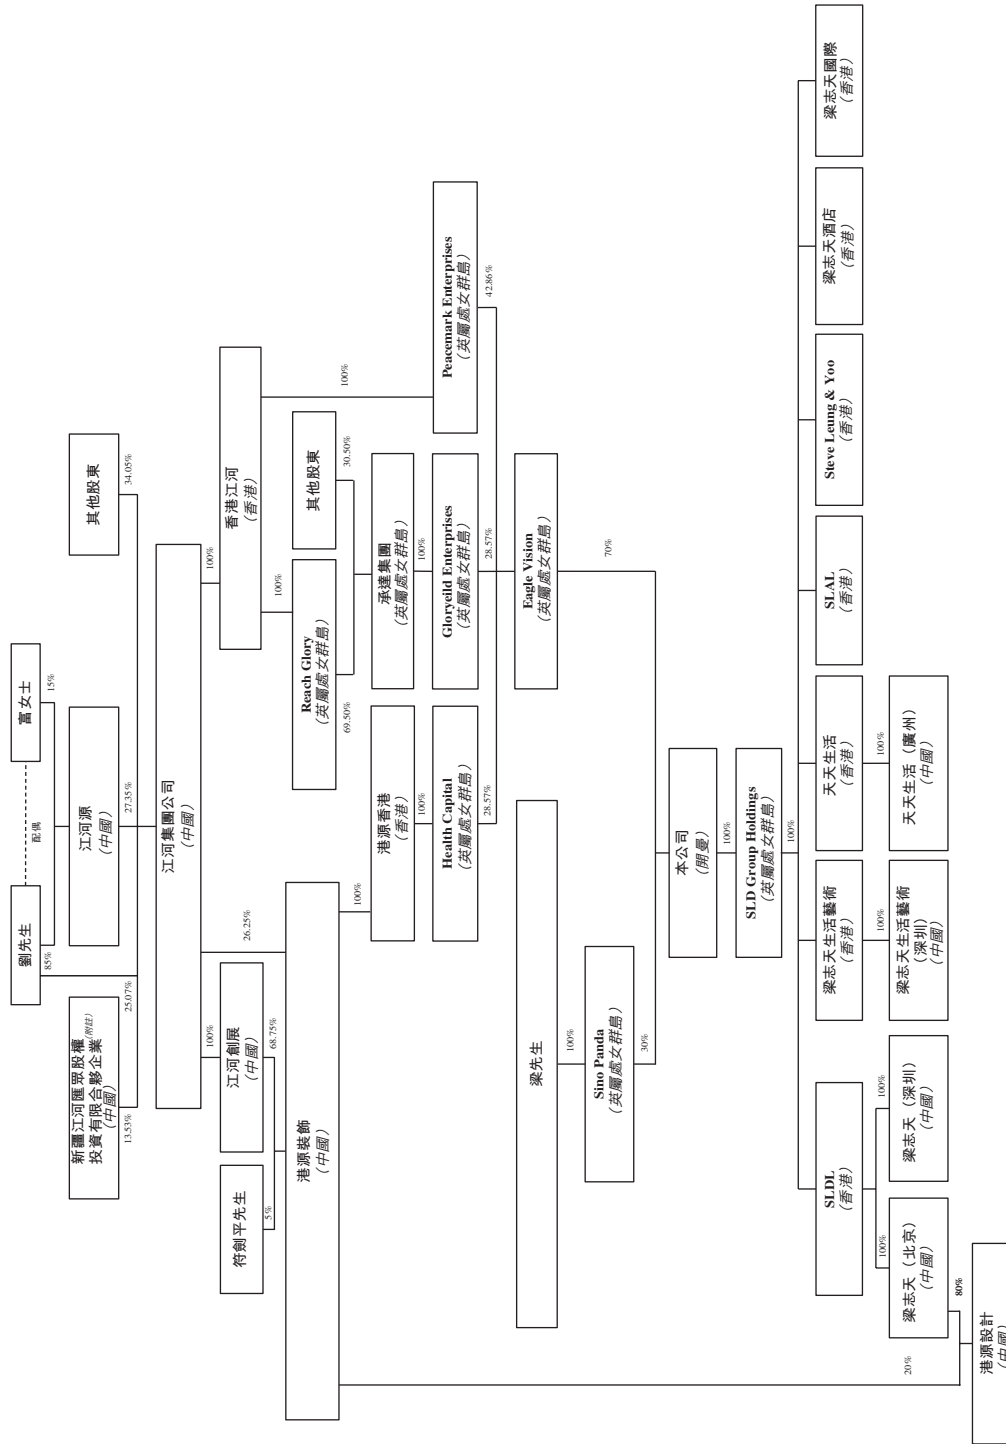 劉先生
配偶
富女士
85%
15%
新疆江河匯眾股權
投資有限合夥企業(附註)
(中國)
江河源
(中國)
其他股東
13.53%
25.07%
27.35%
34.05%
江河集團公司
(中國)
100%
26.25%
100%
符劍平先生
江河創展
(中國)
香港江河
(香港)
5%
68.75%
100%
100%
港源裝飾
(中國)
Reach Glory
(英屬處女群島)
其他股東
100%
69.50%
30.50%
港源香港
(香港)
承達集團
(英屬處女群島)
100%
100%
Health Capital
(英屬處女群島)
Gloryeild Enterprises
(英屬處女群島)
Peacemark Enterprises
(英屬處女群島)
28.57%
28.57%
42.86%
梁先生
Eagle Vision
(英屬處女群島)
100%
70%
Sino Panda
(英屬處女群島)
30%
本公司
(開曼)
100%
SLD Group Holdings
(英屬處女群島)
100%
SLDL
(香港)
梁志天生活藝術
(香港)
天天生活
(香港)
SLAL
(香港)
Steve Leung & Yoo
(香港)
梁志天酒店
(香港)
梁志天國際
(香港)
100%
100%
100%
100%
梁志天(北京)
(中國)
梁志天(深圳)
(中國)
梁志天生活藝術
(深圳)
(中國)
天天生活(廣州)
(中國)
20%
80%
港源設計
(中國)